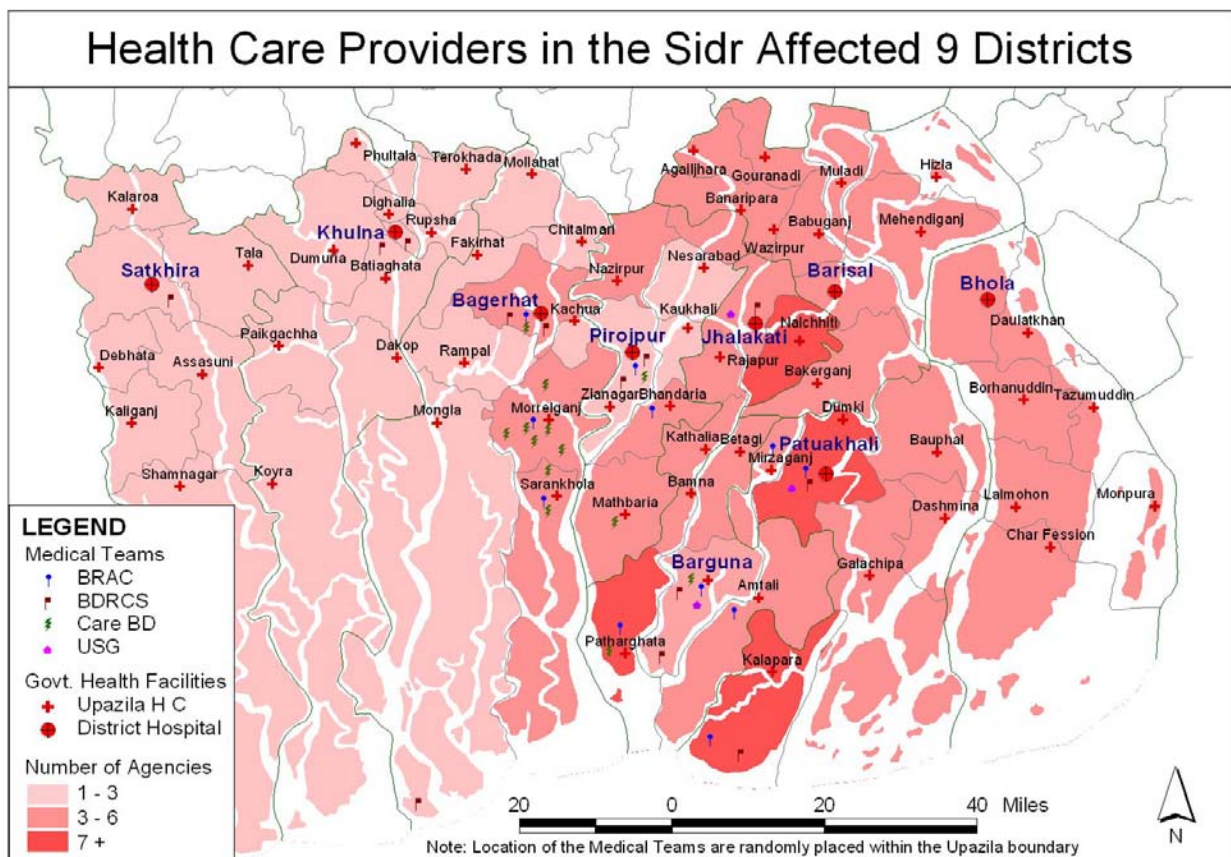 Health Care Providers in the Sidr Affected 9 Districts
Phultala
Terokhada
Mollahat
Agailjhara
Gouranadi
Muladi
Hizla
Kalaroa
Dighalia
Rupsha
Banaripara
Babuganj
Mehendiganj
Khulna
Chitalmari
Wazirpur
Tala
Dumuria
Fakirhat
Satkhira
Batiaghata
Nazirpur
Nesarabad
Barisal
Bhola
Bagerhat
Kachua
Kaukhali
Nalchhiti
Daulatkhan
Pirojpur
Jhalakati
Paikgachha
Debhata
Assasuni
Dakop
Rampal
Rajapur
Bakerganj
Borhanuddin
Tazumuddin
Kaliganj
Mongla
Morrelganj
Zianagar
Bhandaria
Dumki
Kathalia
Betagi
Patuakhali
Bauphal
Mirzaganj
Shamnagar
Koyra
Sarankhola
Bamna
Mathbaria
Dashmina
Lalmohon
Monpura
Char Fession
Barguna
Amtali
Galachipa
Patharghata
Kalapara
LEGEND
Medical Teams
BRAC
BDRCS
Care BD
USG
Govt. Health Facilities
Upazila H C
District Hospital
Number of Agencies
1 - 3
3 - 6
7 +
20 0 20 40 Miles
N
Note: Location of the Medical Teams are randomly placed within the Upazila boundary